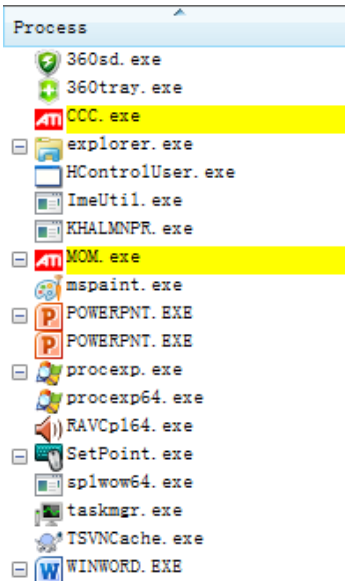 Process
360sd.exe
360tray.exe
ATI CCC.exe
explorer.exe
HControlUser.exe
ImeUtil.exe
KHALMNPR.exe
ATI MOM.exe
mspaint.exe
POWERPNT.EXE
POWERPNT.EXE
procexp.exe
procexp64.exe
RAVCpl64.exe
SetPoint.exe
splwow64.exe
taskmgr.exe
TSVNCache.exe
WINWORD.EXE